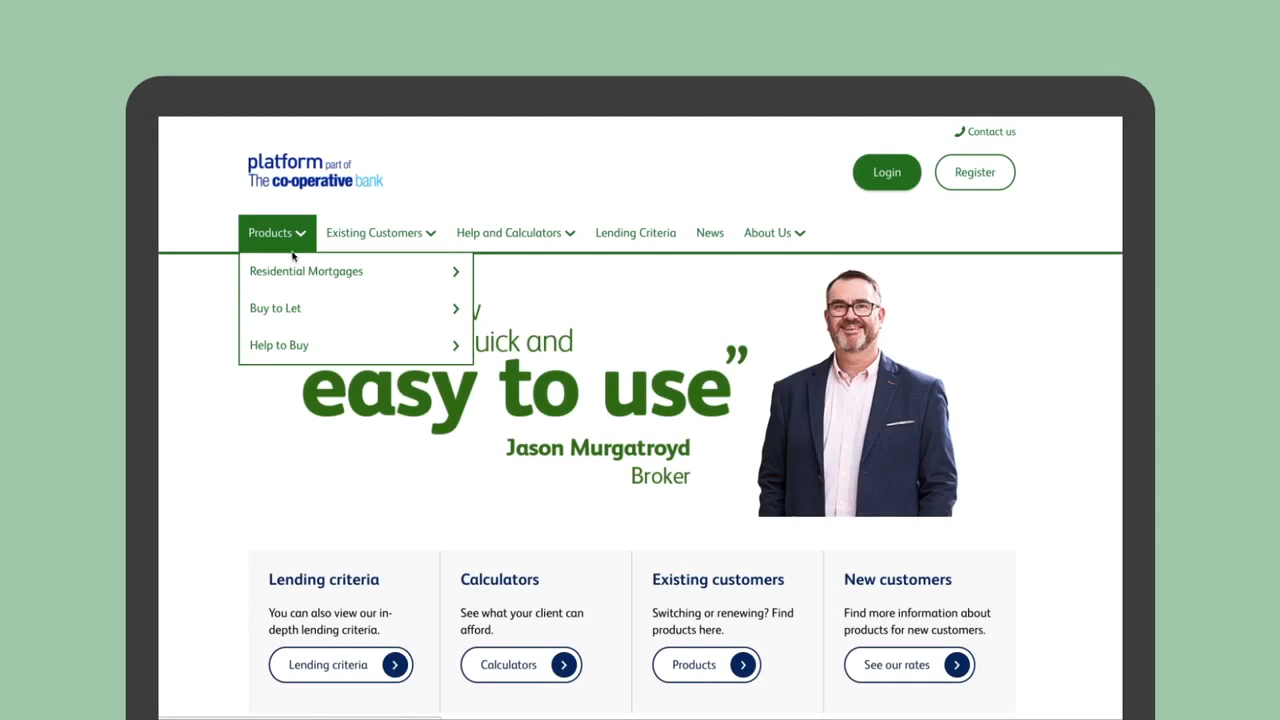 Contact us
platform part of
The co-operative bank
Login
Register
Products
Existing Customers
Help and Calculators
Lending Criteria
News
About Us
Residential Mortgages
Buy to Let
Help to Buy
uick and
easy to use”
Jason Murgatroyd
Broker
Lending criteria
You can also view our in-
depth lending criteria.
Lending criteria
Calculators
See what your client can
afford.
Calculators
Existing customers
Switching or renewing? Find
products here.
Products
New customers
Find more information about
products for new customers.
See our rates